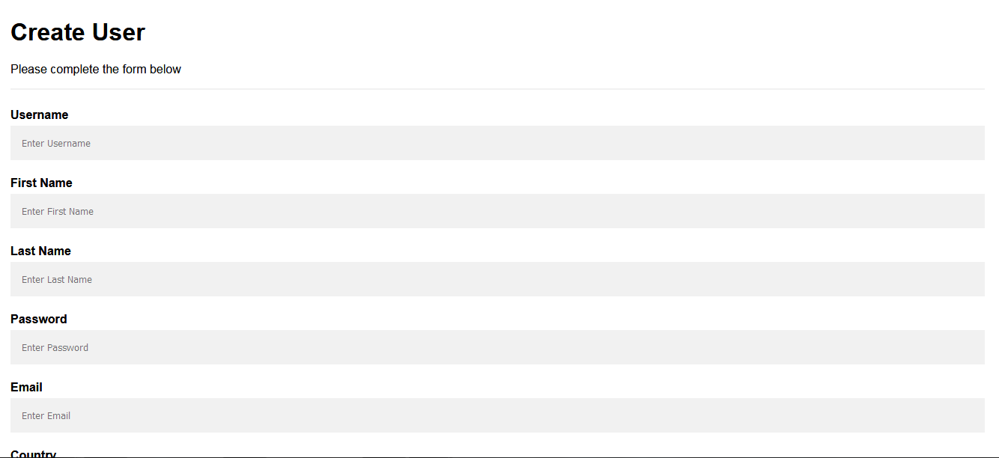 Create User
Please complete the form below
Username
Enter Username
First Name
Enter First Name
Last Name
Enter Last Name
Password
Enter Password
Email
Enter Email
Country